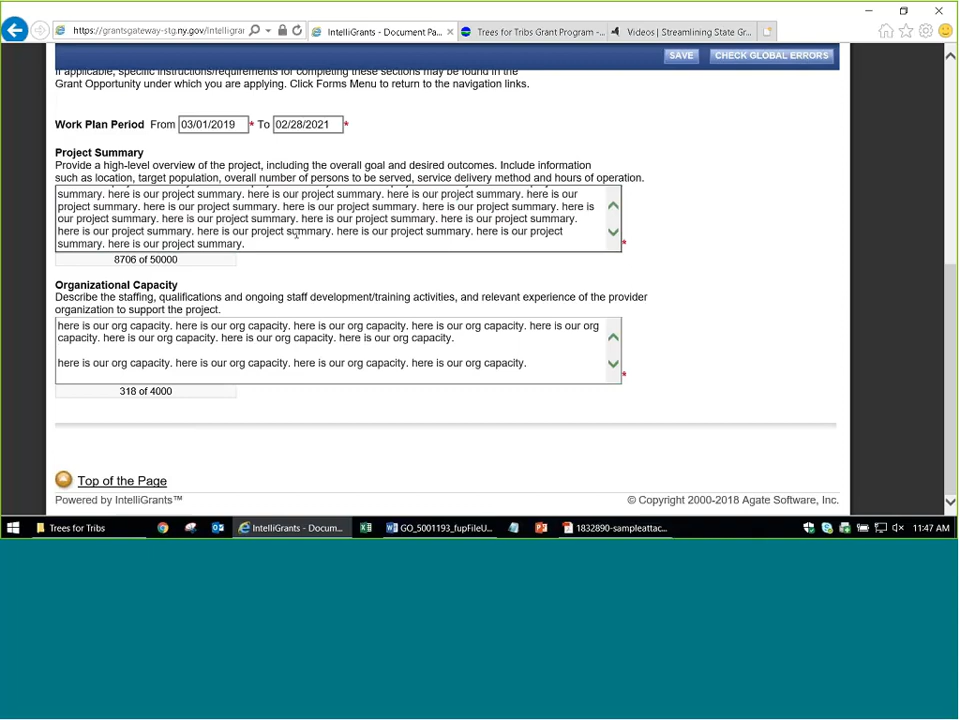 https://grantsgateway-stg.ny.gov/Intelligra
IntelliGrants - Document Pa...
Trees for Tribs Grant Program -...
Videos | Streamlining State Gr...
SAVE
CHECK GLOBAL ERRORS
If applicable, specific instructions/requirements for completing these sections may be found in the
Grant Opportunity under which you are applying. Click Forms Menu to return to the navigation links.
Work Plan Period From 03/01/2019 * To 02/28/2021 *
Project Summary
Provide a high-level overview of the project, including the overall goal and desired outcomes. Include information
such as location, target population, overall number of persons to be served, service delivery method and hours of operation.
summary. here is our project summary. here is our project summary. here is our project summary. here is our
project summary. here is our project summary. here is our project summary. here is our project summary. here is
our project summary. here is our project summary. here is our project summary. here is our project summary.
here is our project summary. here is our project summary. here is our project summary. here is our project
summary. here is our project summary.
*
8706 of 50000
Organizational Capacity
Describe the staffing, qualifications and ongoing staff development/training activities, and relevant experience of the provider
organization to support the project.
here is our org capacity. here is our org capacity. here is our org capacity. here is our org capacity. here is our org
capacity. here is our org capacity. here is our org capacity. here is our org capacity.
here is our org capacity. here is our org capacity. here is our org capacity. here is our org capacity.
*
318 of 4000
Top of the Page
Powered by IntelliGrants™
© Copyright 2000-2018 Agate Software, Inc.
Trees for Tribs
IntelliGrants - Docum...
GO_5001193_fupFileU...
1832890-sampleattac...
11:47 AM